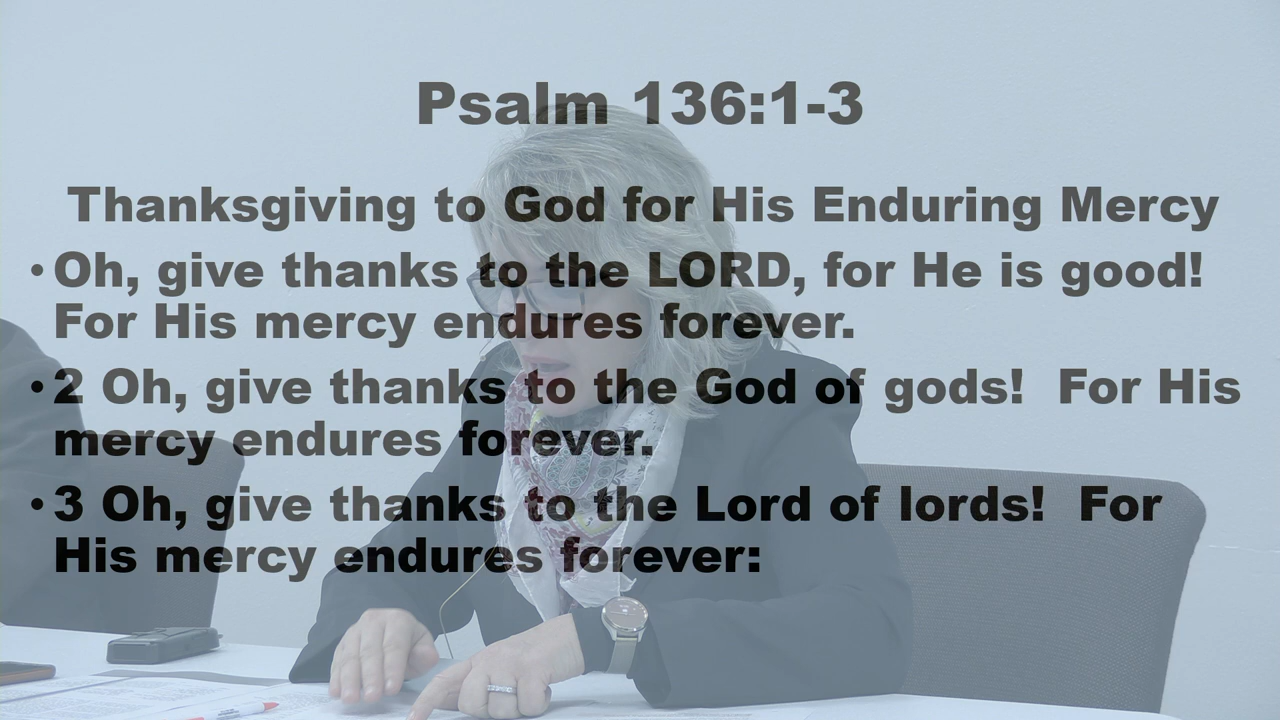 Psalm 136:1-3
Thanksgiving to God for His Enduring Mercy
• Oh, give thanks to the LORD, for He is good!
For His mercy endures forever.
• 2 Oh, give thanks to the God of gods!  For His
mercy endures forever.
• 3 Oh, give thanks to the Lord of lords!  For
His mercy endures forever: